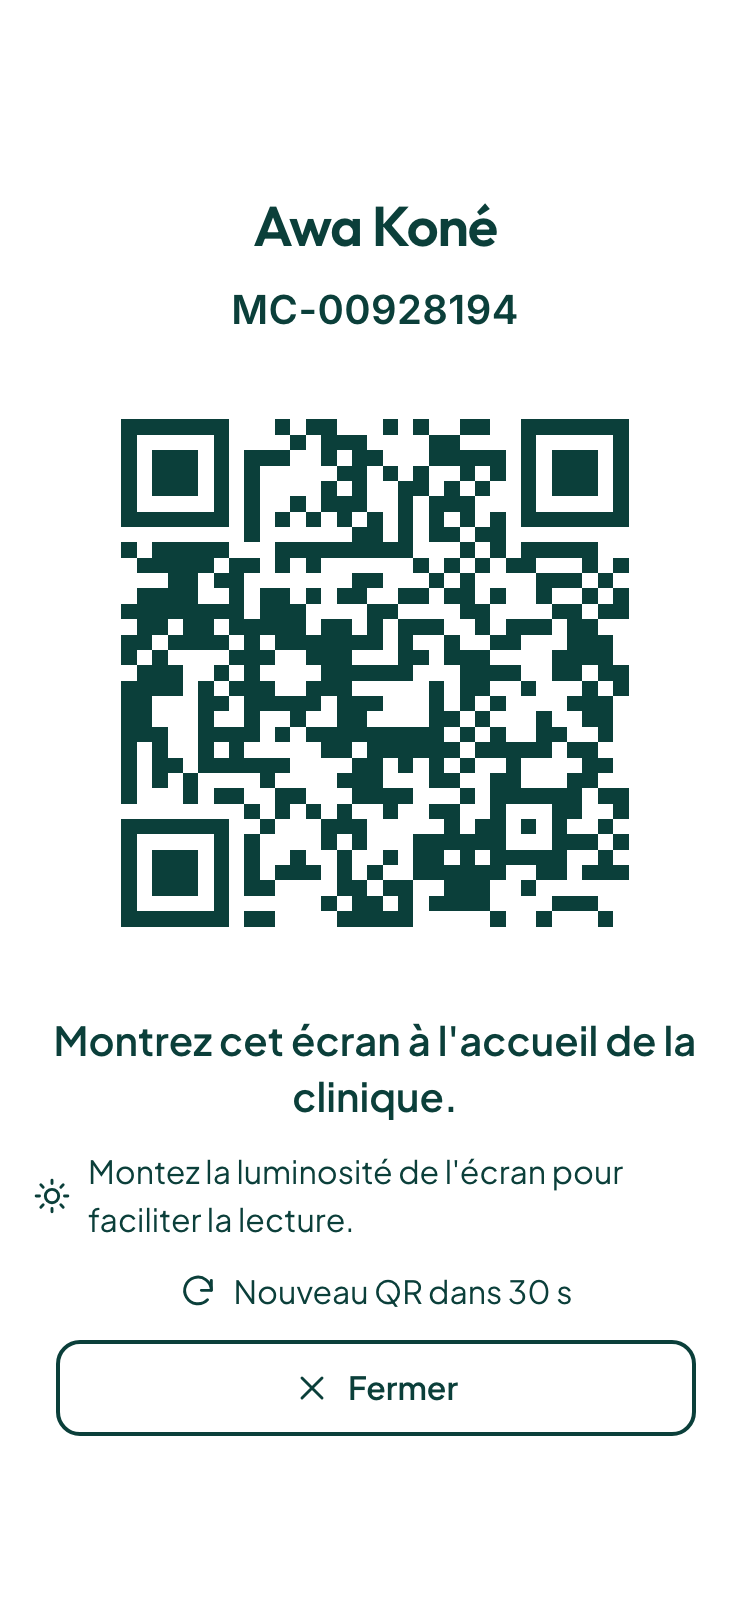 Awa Koné
MC-00928194
Montrez cet écran à l'accueil de la
clinique.
Montez la luminosité de l'écran pour
faciliter la lecture.
Nouveau QR dans 30 s
Fermer